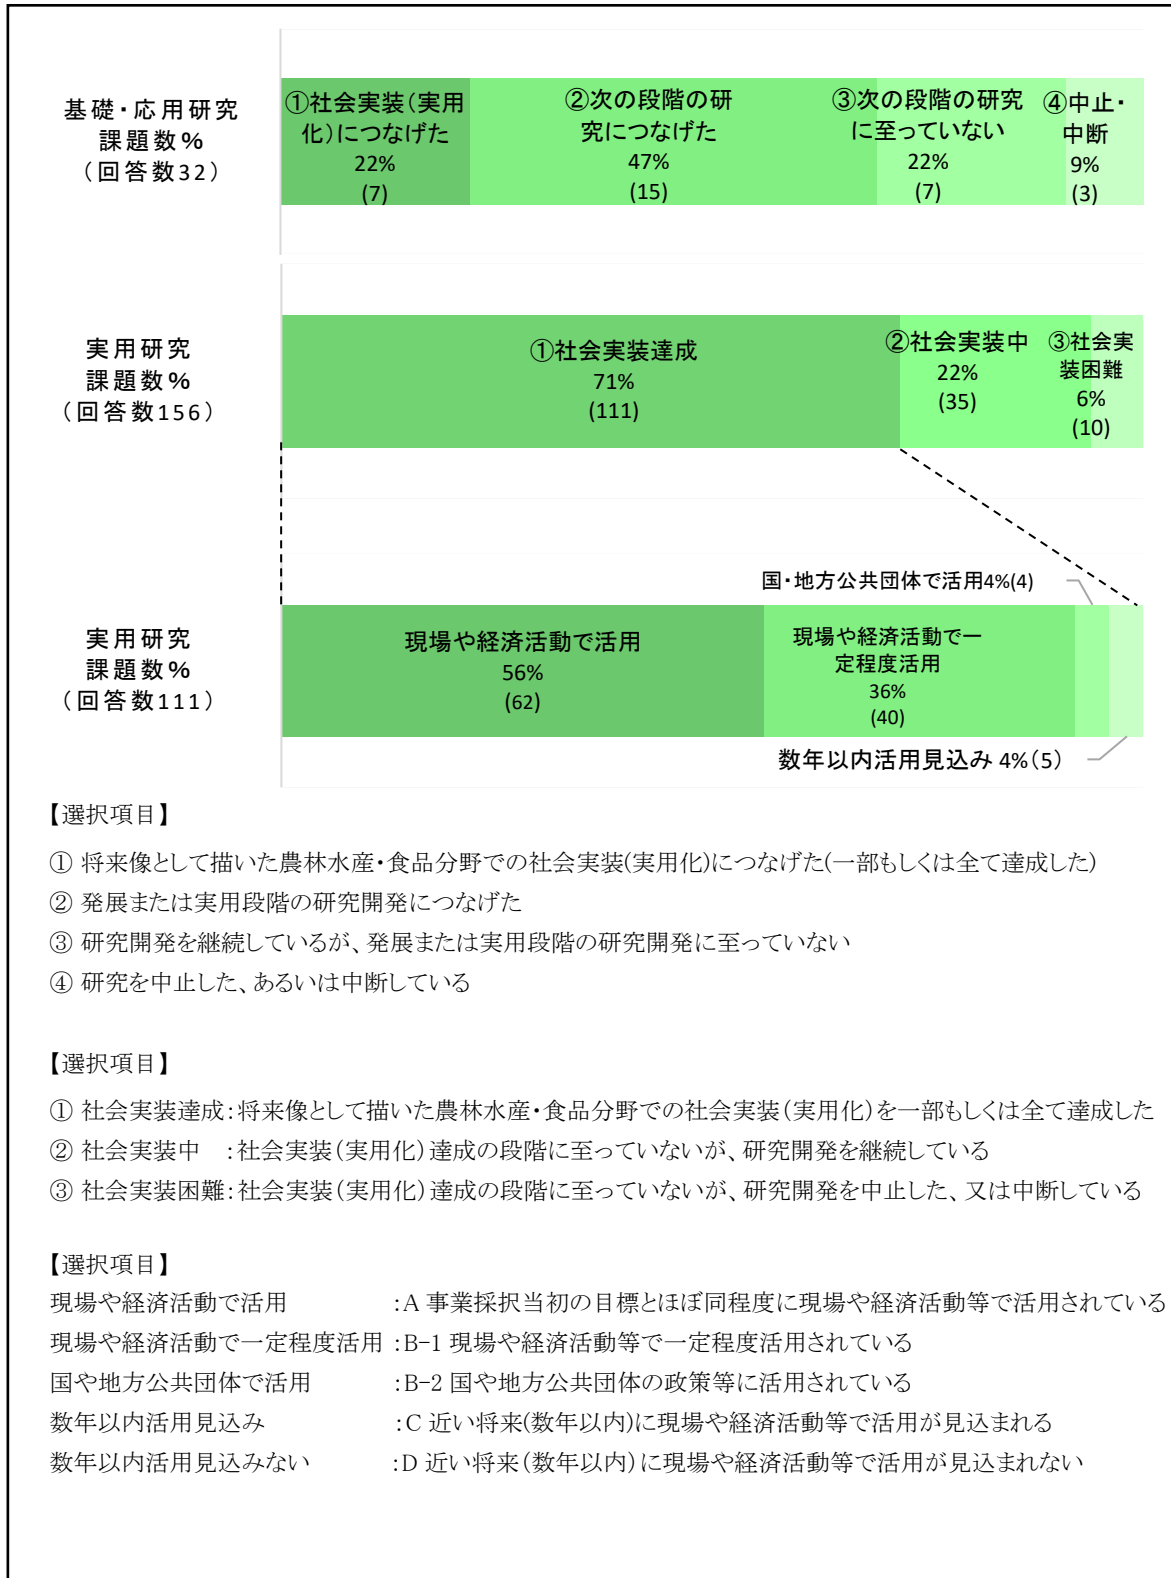 基礎・応用研究
課題数％
（回答数32）
①社会実装（実用
化）につなげた
22%
(7)
②次の段階の研
究につなげた
47%
(15)
③次の段階の研究
に至っていない
22%
(7)
④中止・
中断
9%
(3)
実用研究
課題数％
（回答数156）
①社会実装達成
71%
(111)
②社会実装中
22%
(35)
③社会実
装困難
6%
(10)
国・地方公共団体で活用4%(4)
実用研究
課題数％
（回答数111）
現場や経済活動で活用
56%
(62)
現場や経済活動で一
定程度活用
36%
(40)
数年以内活用見込み 4%（5）
【選択項目】
① 将来像として描いた農林水産・食品分野での社会実装(実用化)につなげた(一部もしくは全て達成した)
② 発展または実用段階の研究開発につなげた
③ 研究開発を継続しているが、発展または実用段階の研究開発に至っていない
④ 研究を中止した、あるいは中断している
【選択項目】
① 社会実装達成：将来像として描いた農林水産・食品分野での社会実装（実用化）を一部もしくは全て達成した
② 社会実装中　：社会実装（実用化）達成の段階に至っていないが、研究開発を継続している
③ 社会実装困難：社会実装（実用化）達成の段階に至っていないが、研究開発を中止した、又は中断している
【選択項目】
現場や経済活動で活用　　　　：A 事業採択当初の目標とほぼ同程度に現場や経済活動等で活用されている
現場や経済活動で一定程度活用：B-1 現場や経済活動等で一定程度活用されている
国や地方公共団体で活用　　　：B-2 国や地方公共団体の政策等に活用されている
数年以内活用見込み　　　　　：C 近い将来(数年以内)に現場や経済活動等で活用が見込まれる
数年以内活用見込みない　　　：D 近い将来（数年以内）に現場や経済活動等で活用が見込まれない